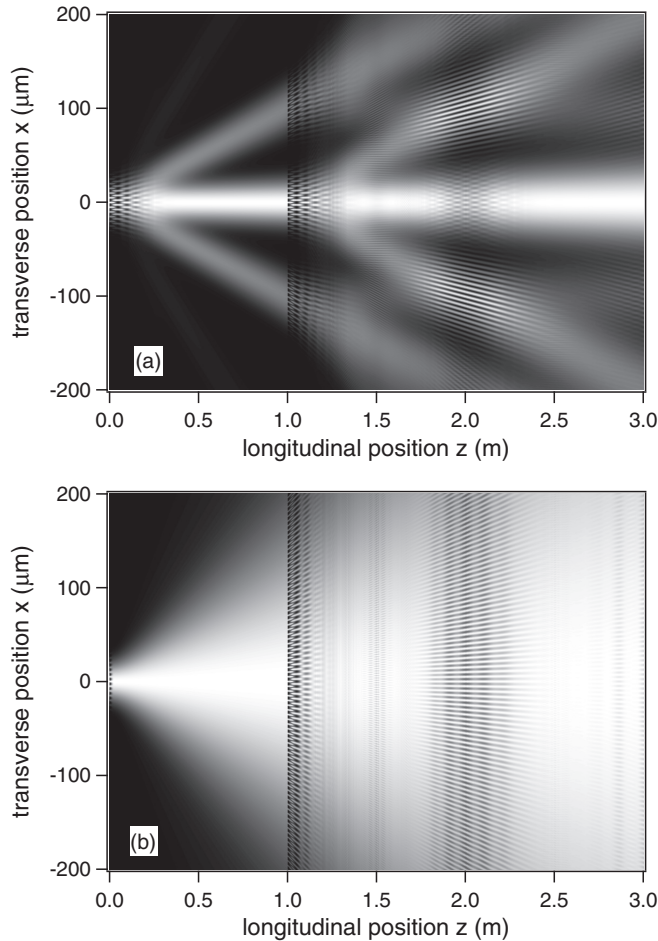 200
100
0
-100
-200
transverse position x (μm)
(a)
0.0 0.5 1.0 1.5 2.0 2.5 3.0
longitudinal position z (m)
200
100
0
-100
-200
transverse position x (μm)
(b)
0.0 0.5 1.0 1.5 2.0 2.5 3.0
longitudinal position z (m)